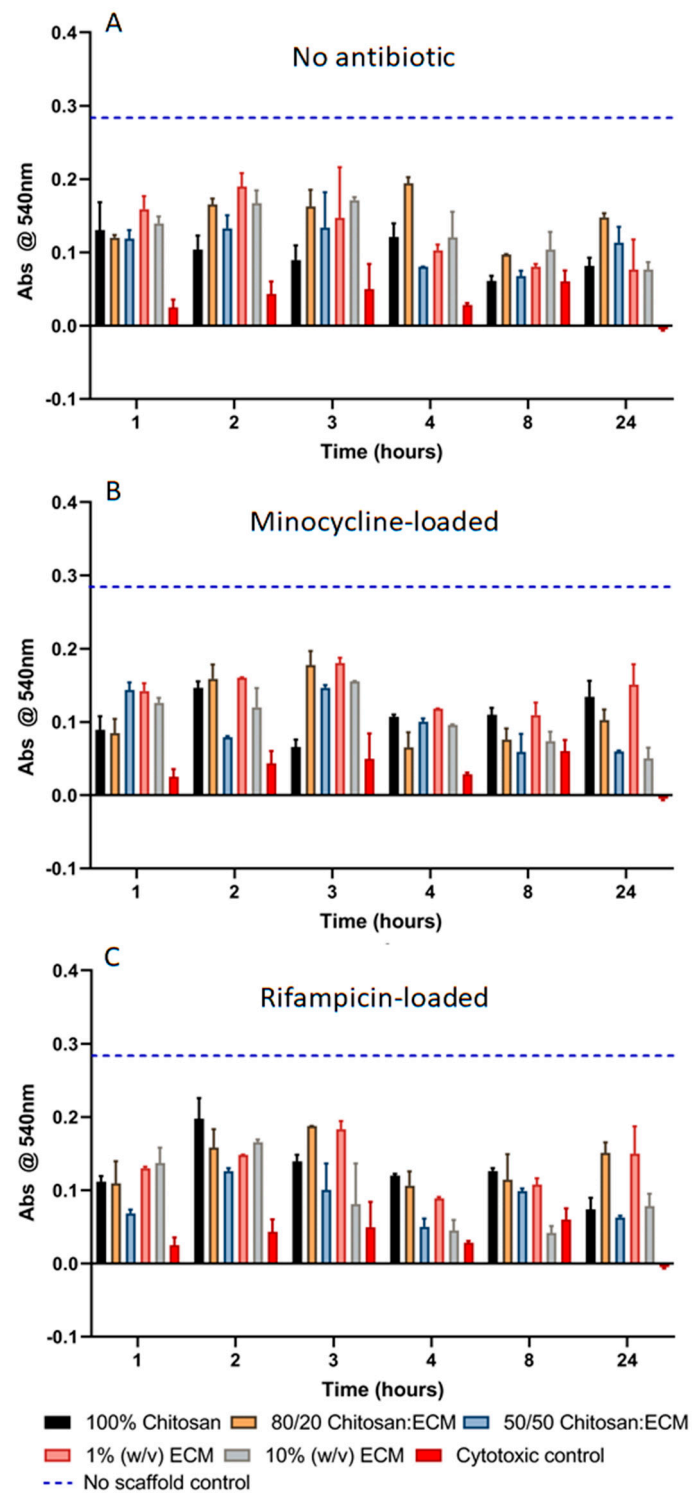 A
No antibiotic
0.4
0.3
0.2
0.1
0.0
-0.1
Abs @ 540nm
1 2 3 4 8 24
Time (hours)
B
Minocycline-loaded
0.4
0.3
0.2
0.1
0.0
-0.1
Abs @ 540nm
1 2 3 4 8 24
Time (hours)
C
Rifampicin-loaded
0.4
0.3
0.2
0.1
0.0
-0.1
Abs @ 540nm
1 2 3 4 8 24
Time (hours)
100% Chitosan 80/20 Chitosan:ECM 50/50 Chitosan:ECM
1% (w/v) ECM 10% (w/v) ECM Cytotoxic control
No scaffold control